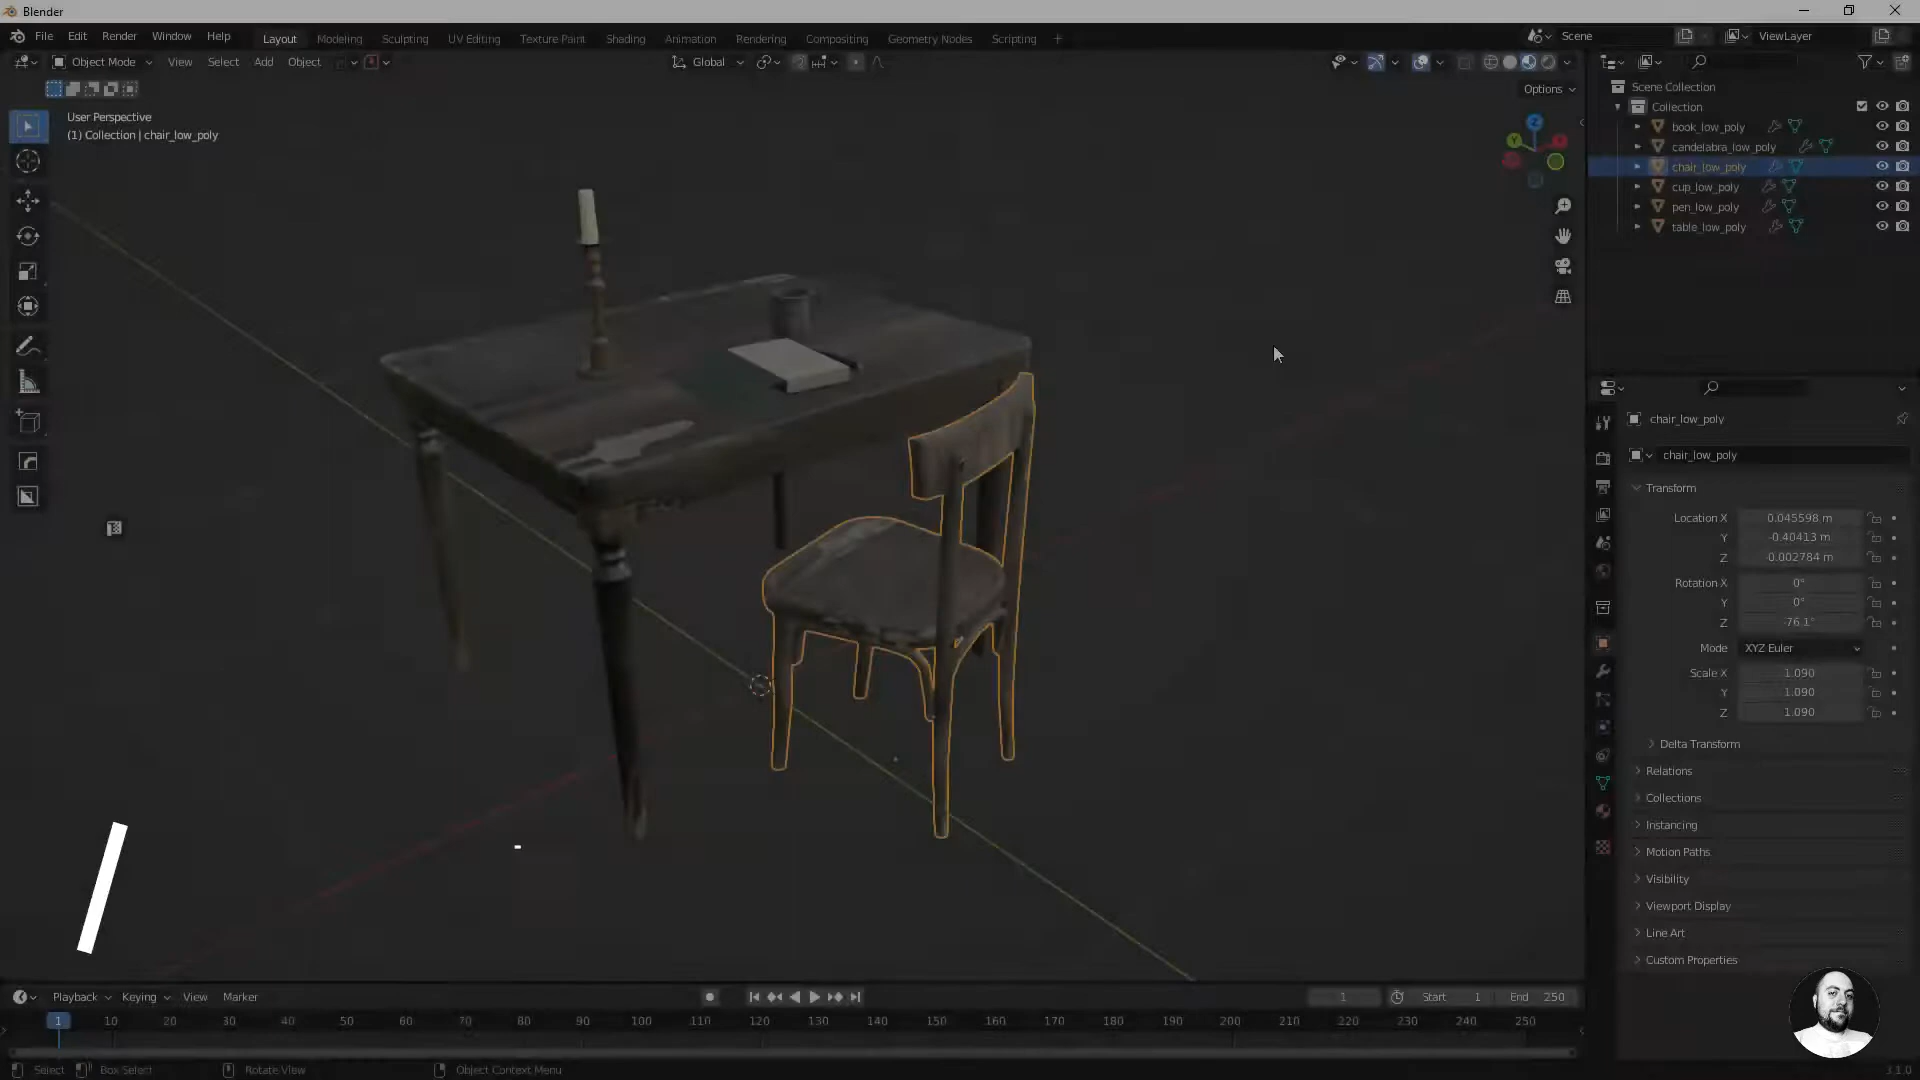 Blender
File Edit Render Window Help Layout Modeling Sculpting UV Editing Texture Paint Shading Animation Rendering Compositing Geometry Nodes Scripting + Scene ViewLayer
Object Mode View Select Add Object Global
Options
User Perspective
(1) Collection | chair_low_poly
Z
Y
Scene Collection
Collection
book_low_poly
candelabra_low_poly
chair_low_poly
cup_low_poly
pen_low_poly
table_low_poly
chair_low_poly
chair_low_poly
Transform
Location X 0.045598 m
Y -0.40413 m
Z -0.002784 m
Rotation X 0°
Y 0°
Z -76.1°
Mode XYZ Euler
Scale X 1.090
Y 1.090
Z 1.090
Delta Transform
Relations
Collections
Instancing
Motion Paths
Visibility
Viewport Display
Line Art
Custom Properties
Playback Keying View Marker 1 Start 1 End 250
1 10 20 30 40 50 60 70 80 90 100 110 120 130 140 150 160 170 180 190 200 210 220 230 240 250
Select Box Select Rotate View Object Context Menu 3.1.0